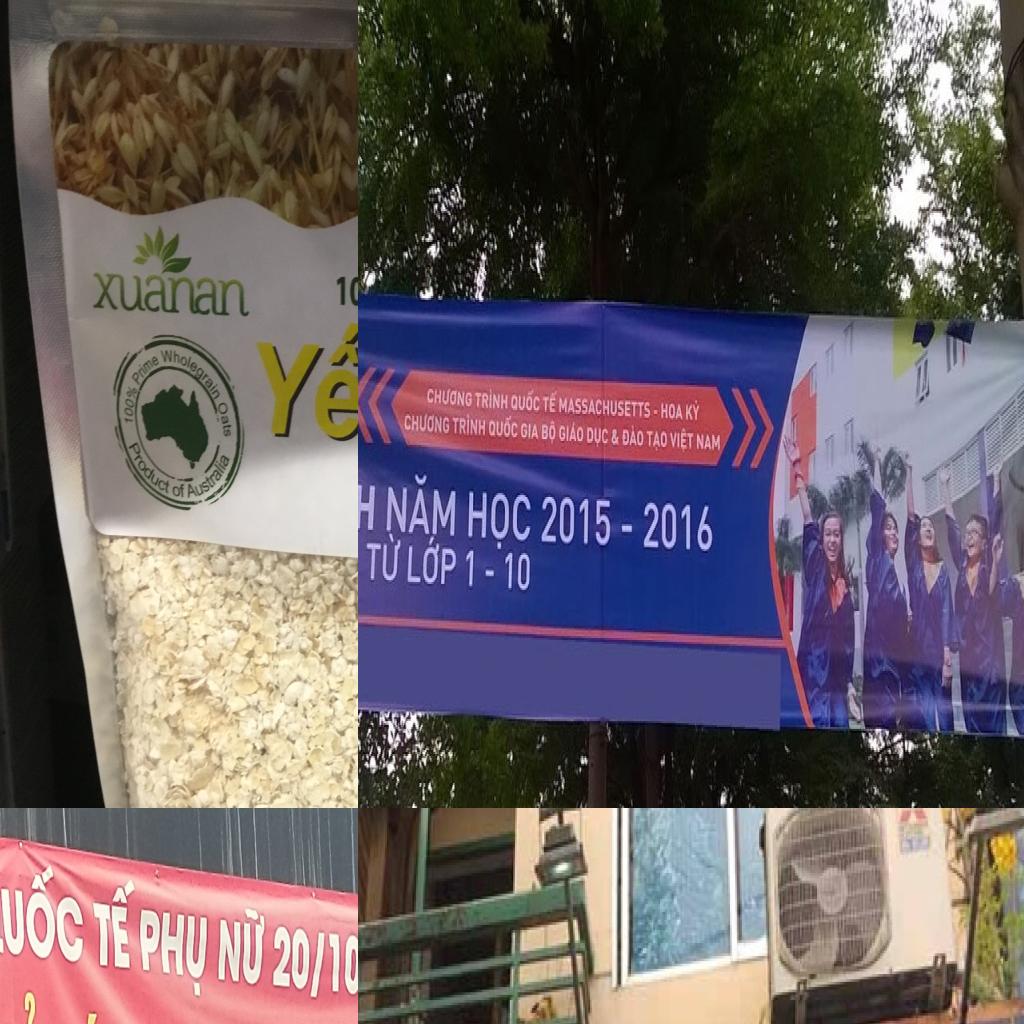 xuanan
10
Yế
100% Prime Wholegrain Oats
Product of Australia
CHƯƠNG TRÌNH QUỐC TẾ MASSACHUSETTS - HOA KỲ
CHƯƠNG TRÌNH QUỐC GIA BỘ GIÁO DỤC & ĐÀO TẠO VIỆT NAM
H NĂM HỌC 2015 - 2016
TỪ LỚP 1 - 10
UỐC TẾ PHỤ NỮ 20/10